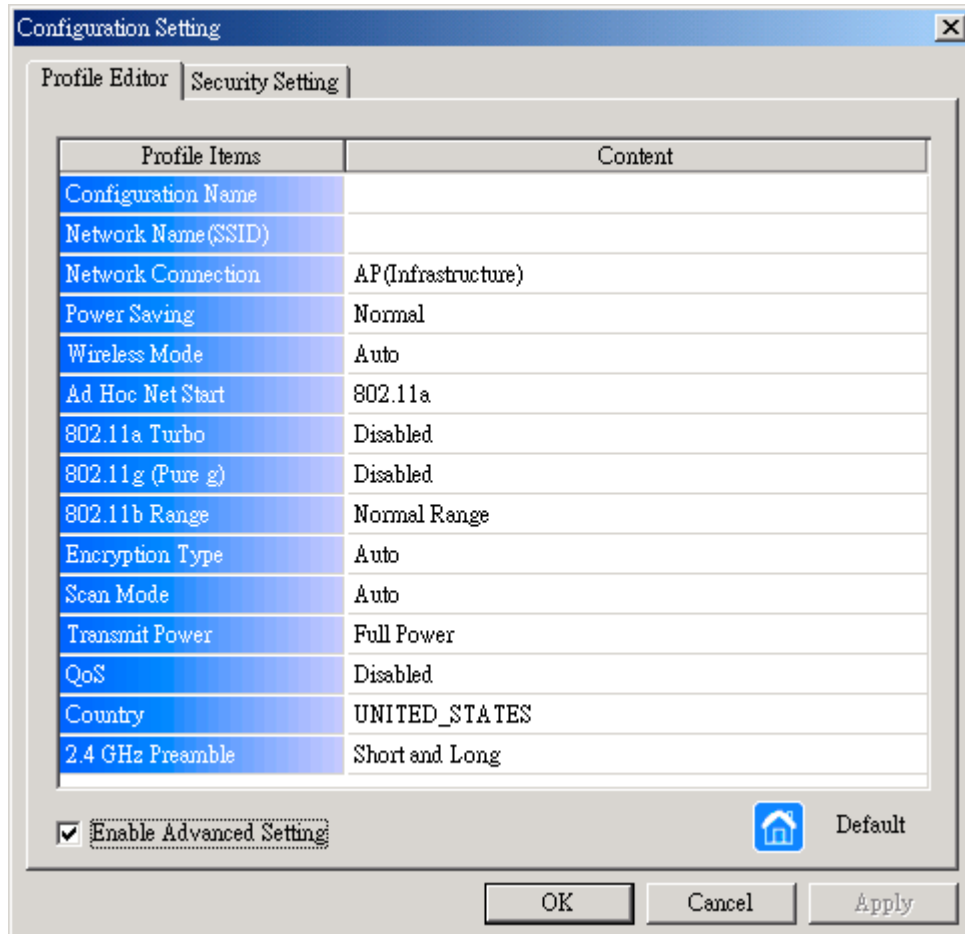 Configuration Setting
Profile Editor Security Setting
Profile Items Content
Configuration Name
Network Name(SSID)
Network Connection AP(Infrastructure)
Power Saving Normal
Wireless Mode Auto
Ad Hoc Net Start 802.11a
802.11a Turbo Disabled
802.11g (Pure g) Disabled
802.11b Range Normal Range
Encryption Type Auto
Scan Mode Auto
Transmit Power Full Power
QoS Disabled
Country UNITED_STATES
2.4 GHz Preamble Short and Long
Enable Advanced Setting Default
OK Cancel Apply